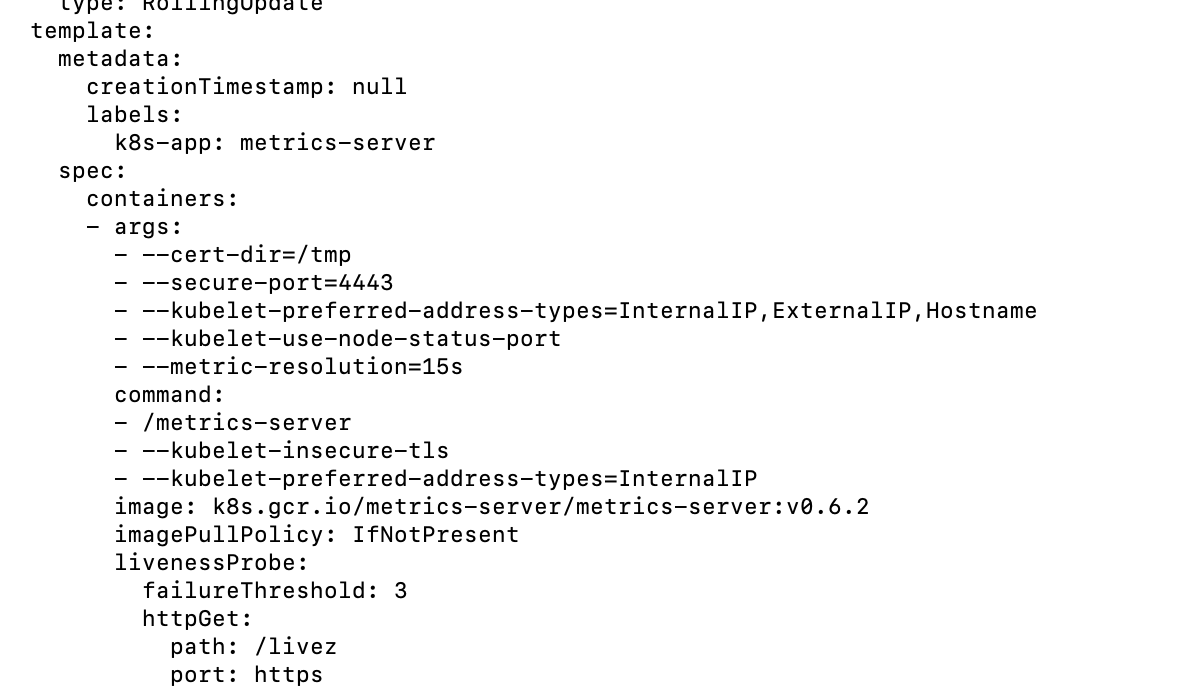 type: RollingUpdate
template:
metadata:
creationTimestamp: null
labels:
k8s-app: metrics-server
spec:
containers:
- args:
- --cert-dir=/tmp
- --secure-port=4443
- --kubelet-preferred-address-types=InternalIP,ExternalIP,Hostname
- --kubelet-use-node-status-port
- --metric-resolution=15s
command:
- /metrics-server
- --kubelet-insecure-tls
- --kubelet-preferred-address-types=InternalIP
image: k8s.gcr.io/metrics-server/metrics-server:v0.6.2
imagePullPolicy: IfNotPresent
livenessProbe:
failureThreshold: 3
httpGet:
path: /livez
port: https